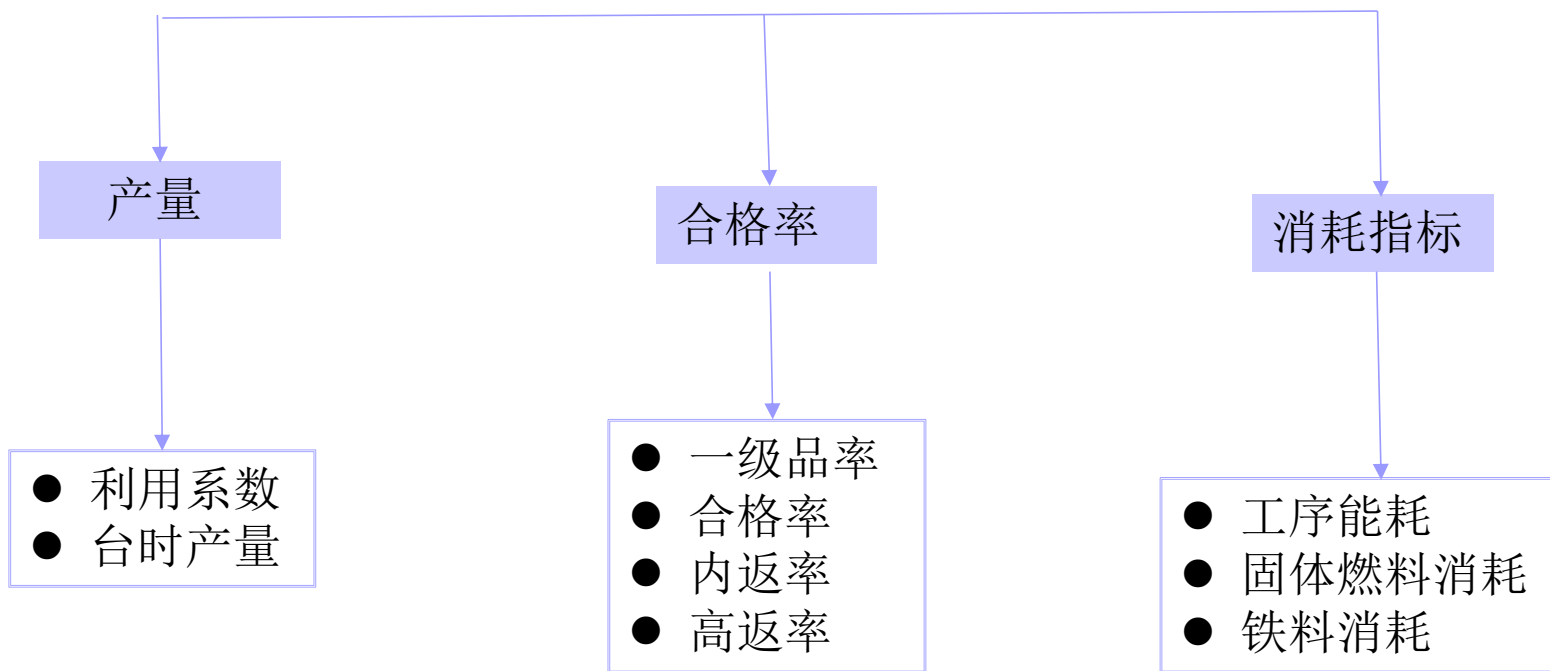 产量
合格率
消耗指标
利用系数
台时产量
一级品率
合格率
内返率
高返率
工序能耗
固体燃料消耗
铁料消耗